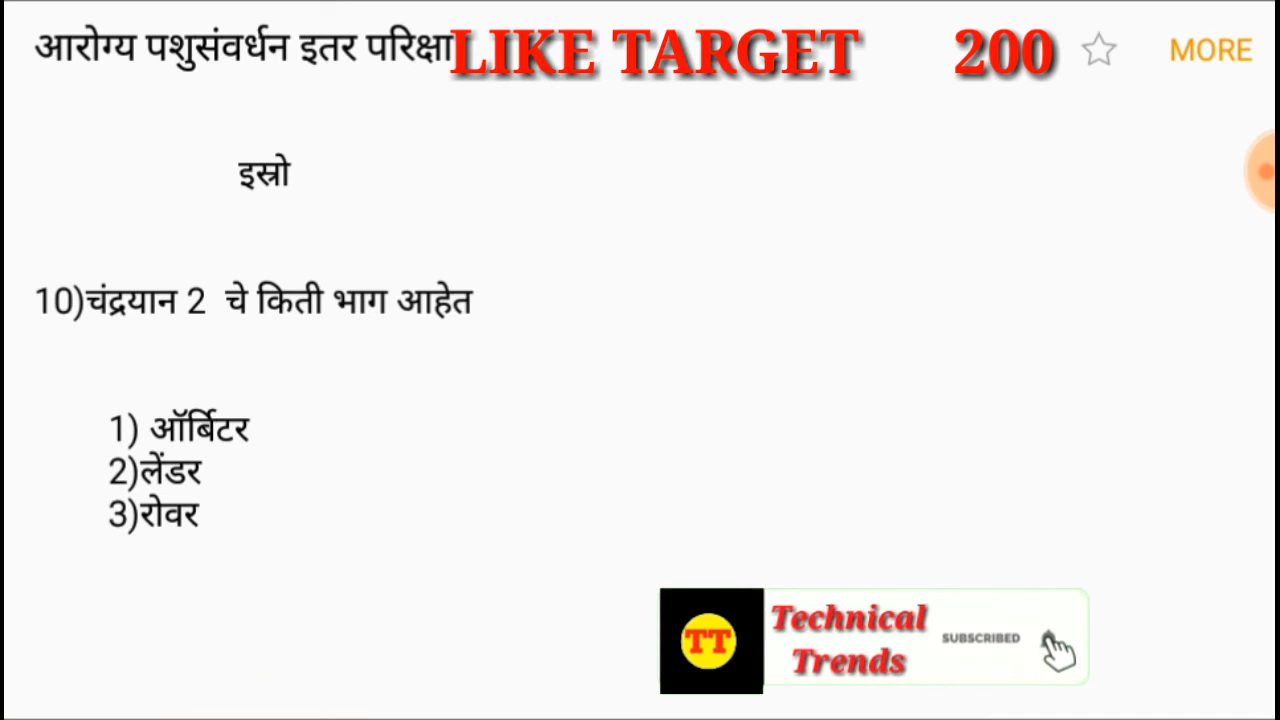 आरोग्य पशुसंवर्धन इतर परिक्षा LIKE TARGET 200 MORE
इस्रो
10)चंद्रयान 2 चे किती भाग आहेत
1) ऑर्बिटर
2)लेंडर
3)रोवर
TT Technical Trends SUBSCRIBED